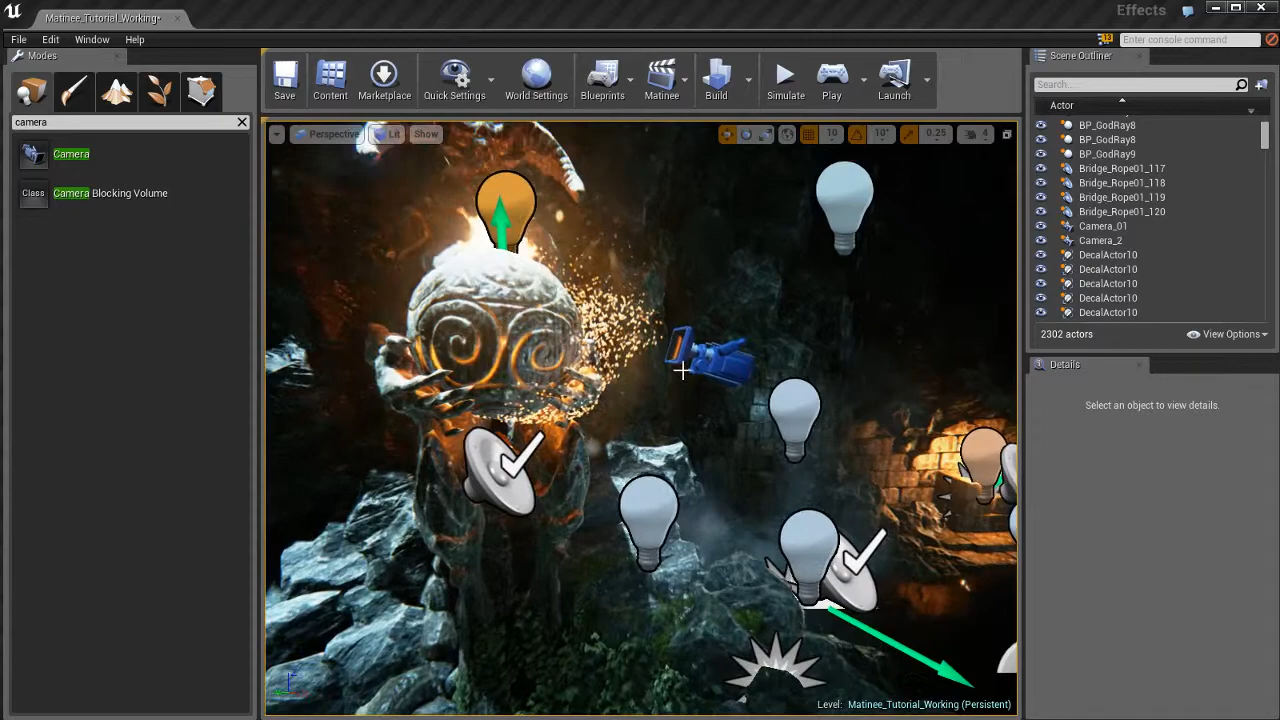 Matinee_Tutorial_Working*
Effects
File Edit Window Help
Enter console command
Modes
camera
Camera
Class Camera Blocking Volume
Save Content Marketplace Quick Settings World Settings Blueprints Matinee Build Simulate Play Launch
Perspective Lit Show 10 10° 0.25 4
Level: Matinee_Tutorial_Working (Persistent)
Scene Outliner
Search...
Actor
BP_GodRay8
BP_GodRay8
BP_GodRay9
Bridge_Rope01_117
Bridge_Rope01_118
Bridge_Rope01_119
Bridge_Rope01_120
Camera_01
Camera_2
DecalActor10
DecalActor10
DecalActor10
DecalActor10
DecalActor10
2302 actors View Options
Details
Select an object to view details.